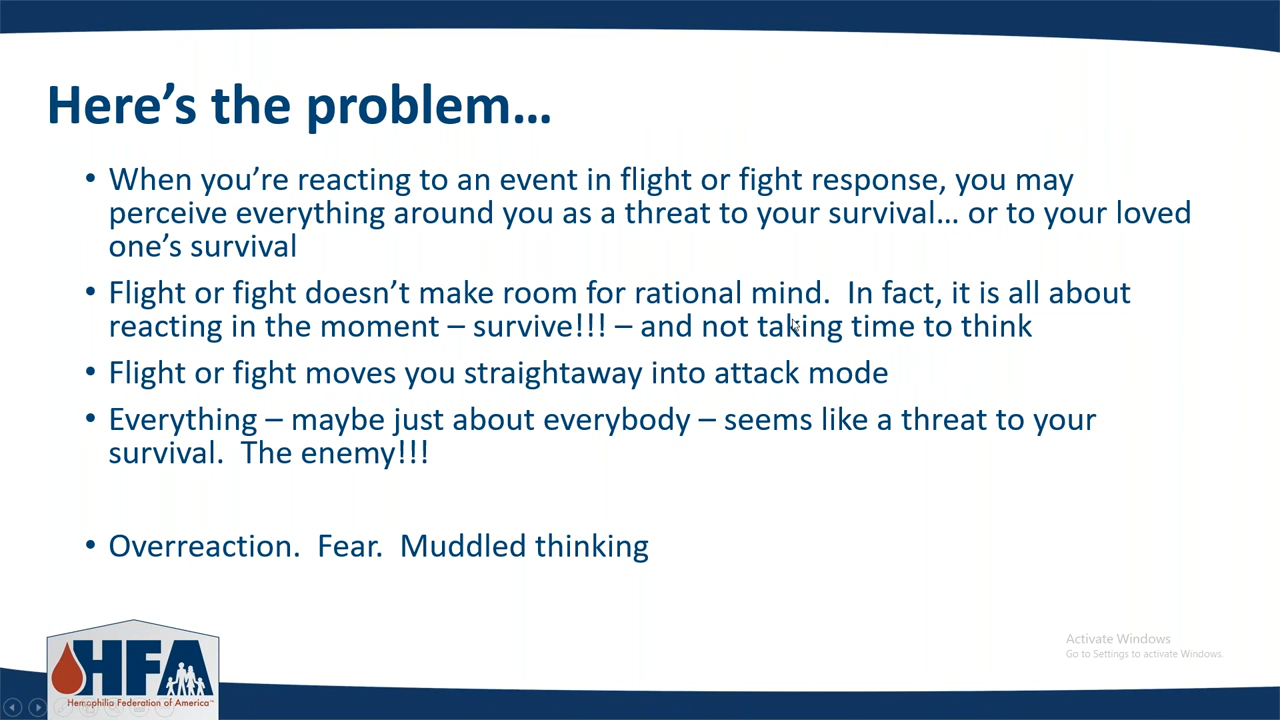 Here’s the problem…
• When you’re reacting to an event in flight or fight response, you may
perceive everything around you as a threat to your survival… or to your loved
one’s survival
• Flight or fight doesn’t make room for rational mind.  In fact, it is all about
reacting in the moment – survive!!! – and not taking time to think
• Flight or fight moves you straightaway into attack mode
• Everything – maybe just about everybody – seems like a threat to your
survival.  The enemy!!!
• Overreaction.  Fear.  Muddled thinking
HFA
Hemophilia Federation of America™
Activate Windows
Go to Settings to activate Windows.